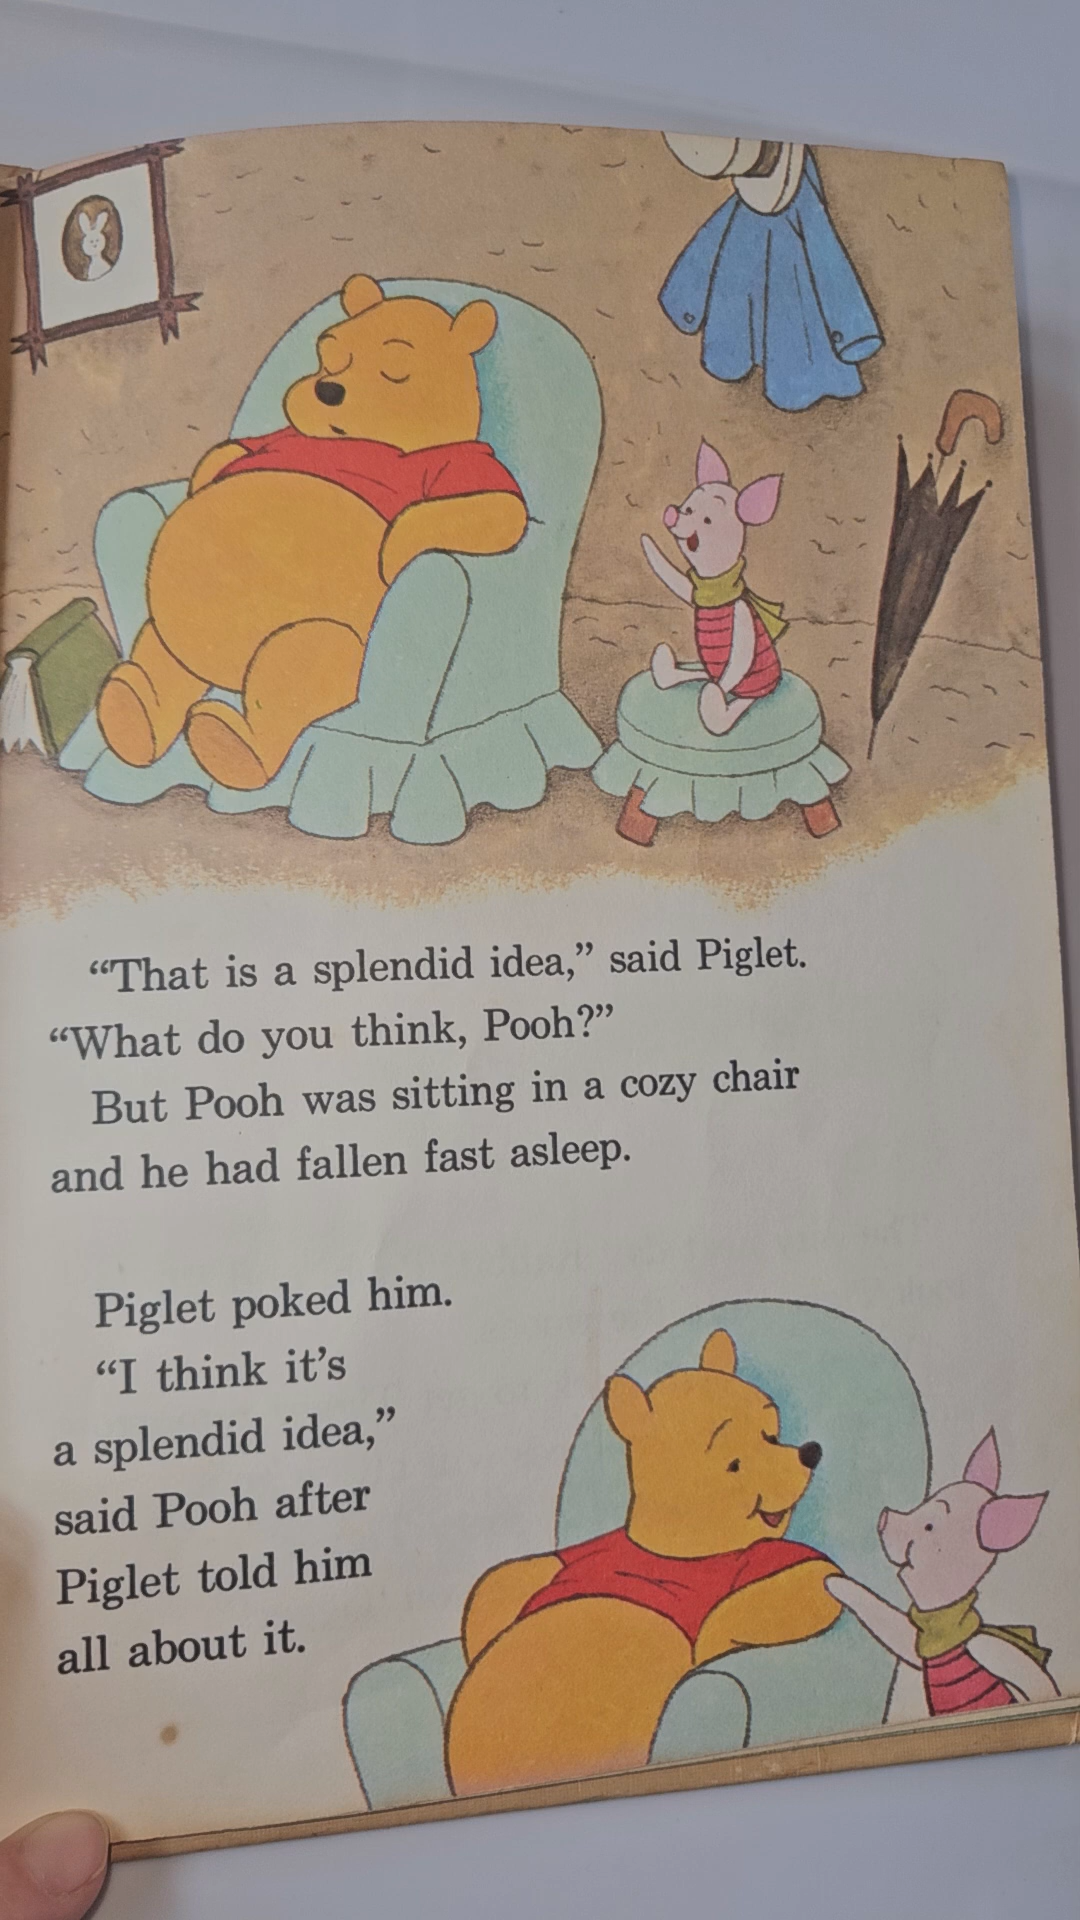 “That is a splendid idea,” said Piglet.
“What do you think, Pooh?”
But Pooh was sitting in a cozy chair
and he had fallen fast asleep.
Piglet poked him.
“I think it’s
a splendid idea,”
said Pooh after
Piglet told him
all about it.